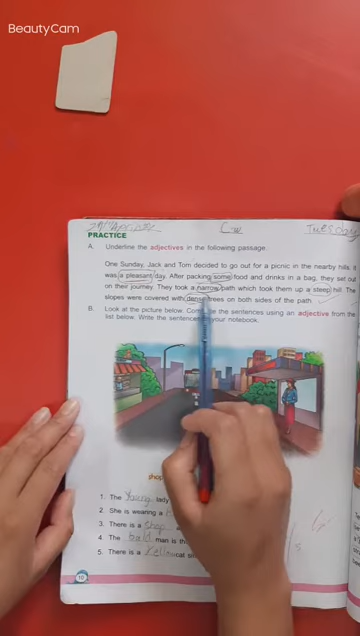 BeautyCam
29th April C.W Tuesday
PRACTICE
A. Underline the adjectives in the following passage.
One Sunday, Jack and Tom decided to go out for a picnic in the nearby hills. It
was a pleasant day. After packing some food and drinks in a bag, they set out
on their journey. They took a narrow path which took them up a steep hill. The
slopes were covered with dense trees on both sides of the path.
B. Look at the picture below. the sentences using an adjective from the
list below. Write the sentences in your notebook.
1. The Young lady
2. She is wearing a
3. There is a Shop
4. The bald man is
5. There is a Yellow cat
10